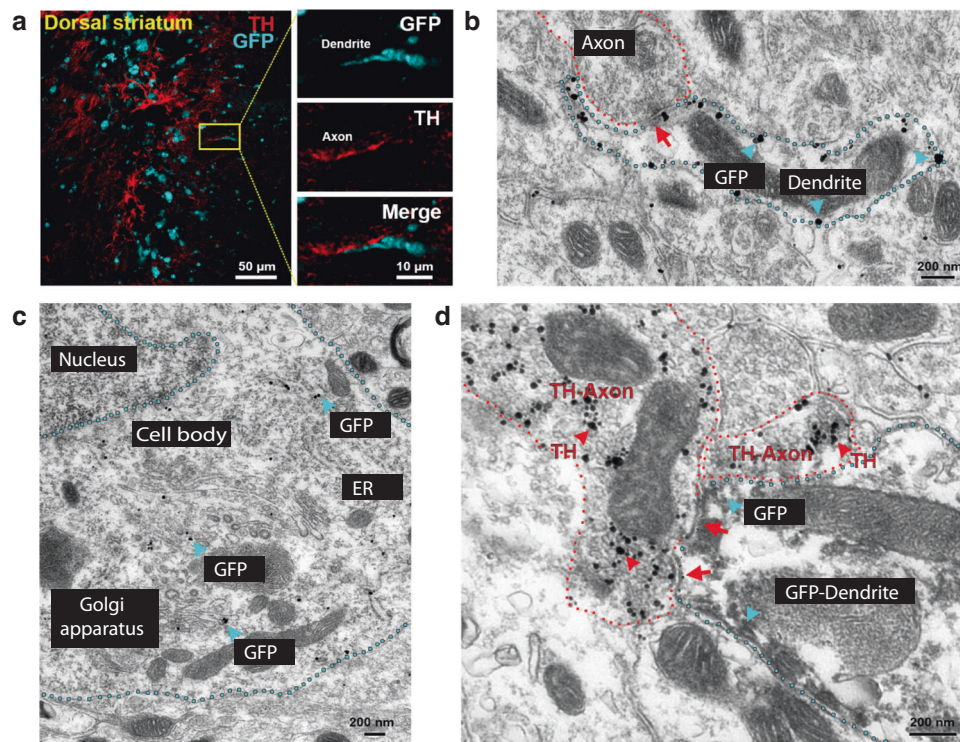 a
Dorsal striatum
TH
GFP
50 µm
GFP
Dendrite
TH
Axon
Merge
10 µm
b
Axon
GFP
Dendrite
200 nm
c
Nucleus
GFP
Cell body
ER
GFP
Golgi
apparatus
GFP
200 nm
d
TH-Axon
TH
TH-Axon
TH
GFP
GFP-Dendrite
200 nm